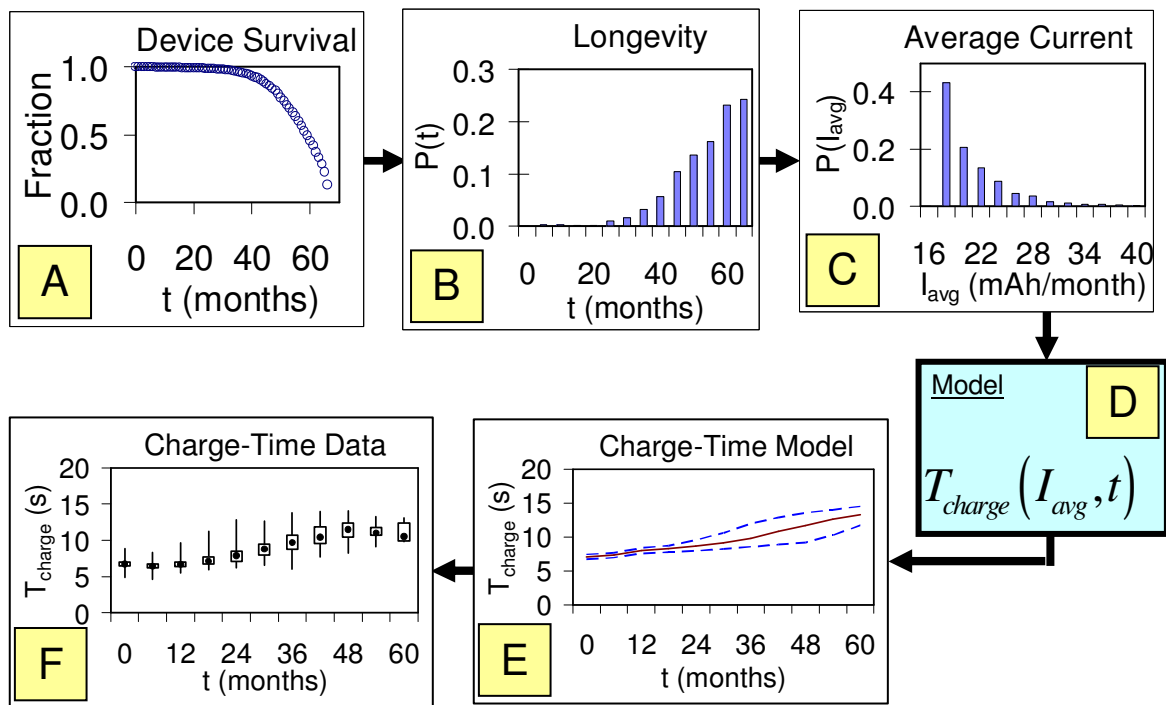 Device Survival
Fraction
1.0
0.5
0.0
0 20 40 60
t (months)
A
Longevity
P(t)
0.3
0.2
0.1
0.0
0 20 40 60
t (months)
B
Average Current
P(Iavg)
0.4
0.2
0.0
16 22 28 34 40
Iavg (mAh/month)
C
Model
D
Tcharge (Iavg, t)
Charge-Time Data
Tcharge (s)
20
15
10
5
0
0 12 24 36 48 60
t (months)
F
Charge-Time Model
Tcharge (s)
20
15
10
5
0
0 12 24 36 48 60
t (months)
E